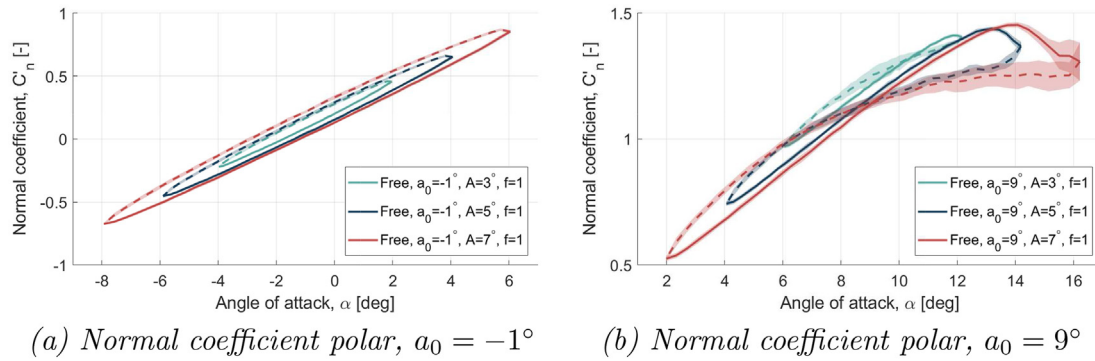 1
0.5
0
-0.5
-1
Normal coefficient, C'n [-]
-8 -6 -4 -2 0 2 4 6
Angle of attack, α [deg]
Free, a0=-1°, A=3°, f=1
Free, a0=-1°, A=5°, f=1
Free, a0=-1°, A=7°, f=1
(a) Normal coefficient polar, a0 = −1°
1.5
1
0.5
Normal coefficient, C'n [-]
2 4 6 8 10 12 14 16
Angle of attack, α [deg]
Free, a0=9°, A=3°, f=1
Free, a0=9°, A=5°, f=1
Free, a0=9°, A=7°, f=1
(b) Normal coefficient polar, a0 = 9°